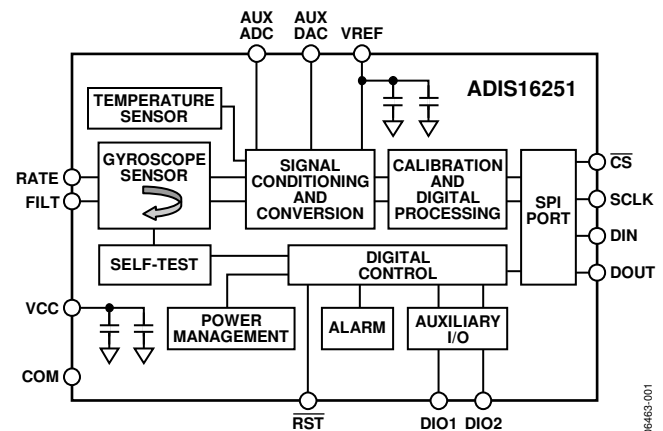 AUX
ADC
AUX
DAC
VREF
ADIS16251
TEMPERATURE
SENSOR
GYROSCOPE
SENSOR
SIGNAL
CONDITIONING
AND
CONVERSION
CALIBRATION
AND
DIGITAL
PROCESSING
SPI
PORT
RATE
FILT
CS
SCLK
DIN
DOUT
SELF-TEST
DIGITAL
CONTROL
VCC
POWER
MANAGEMENT
ALARM
AUXILIARY
I/O
COM
RST
DIO1 DIO2
06463-001